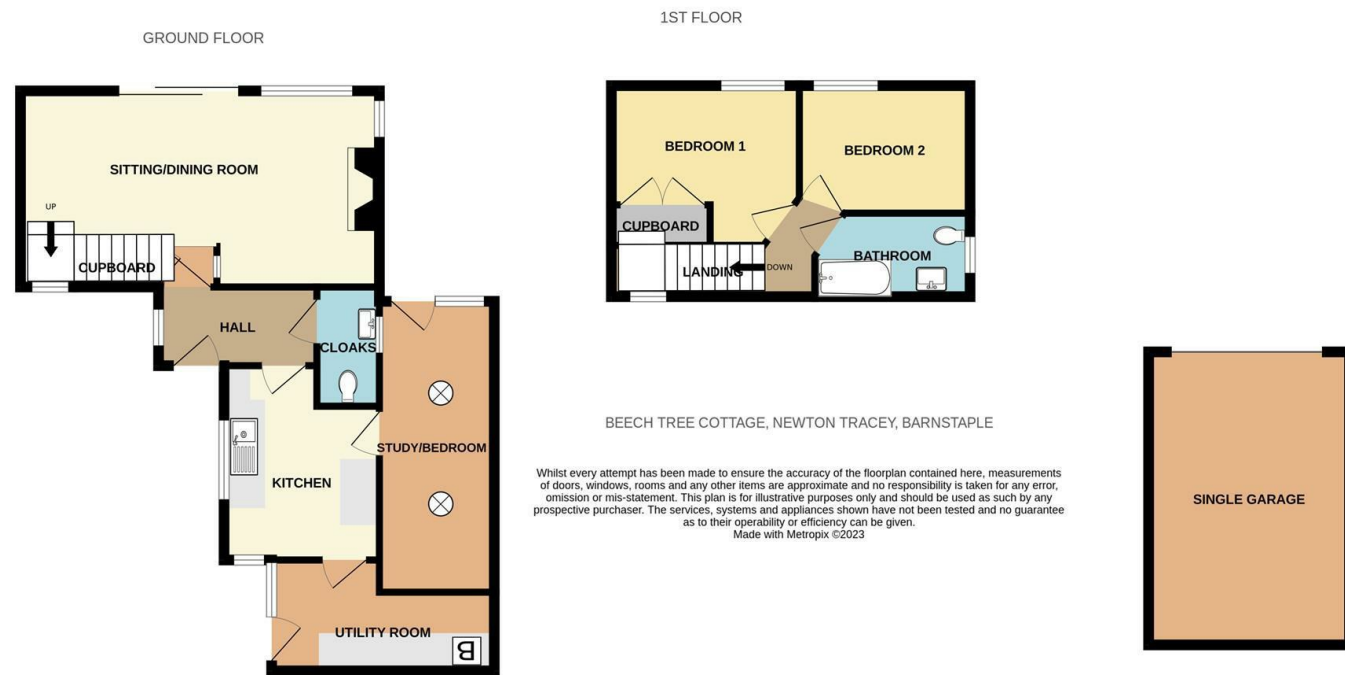 GROUND FLOOR
1ST FLOOR
SITTING/DINING ROOM
UP
CUPBOARD
HALL
CLOAKS
STUDY/BEDROOM
KITCHEN
UTILITY ROOM
B
BEDROOM 1
BEDROOM 2
CUPBOARD
LANDING
DOWN
BATHROOM
SINGLE GARAGE
BEECH TREE COTTAGE, NEWTON TRACEY, BARNSTAPLE
Whilst every attempt has been made to ensure the accuracy of the floorplan contained here, measurements
of doors, windows, rooms and any other items are approximate and no responsibility is taken for any error,
omission or mis-statement. This plan is for illustrative purposes only and should be used as such by any
prospective purchaser. The services, systems and appliances shown have not been tested and no guarantee
as to their operability or efficiency can be given.
Made with Metropix ©2023